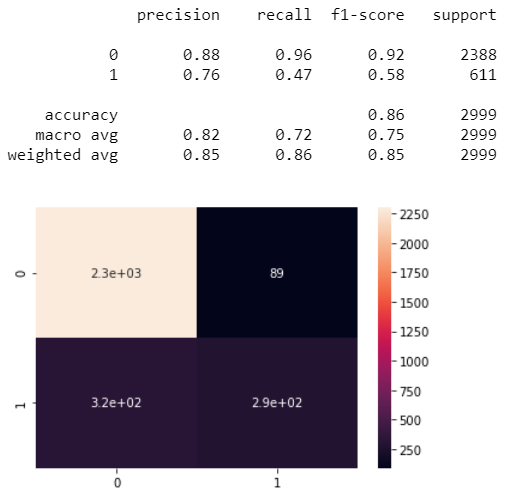 precision recall f1-score support
0 0.88 0.96 0.92 2388
1 0.76 0.47 0.58 611
accuracy 0.86 2999
macro avg 0.82 0.72 0.75 2999
weighted avg 0.85 0.86 0.85 2999
2250
2000
1750
1500
1250
1000
750
500
250
0 2.3e+03 89
1 3.2e+02 2.9e+02
0 1